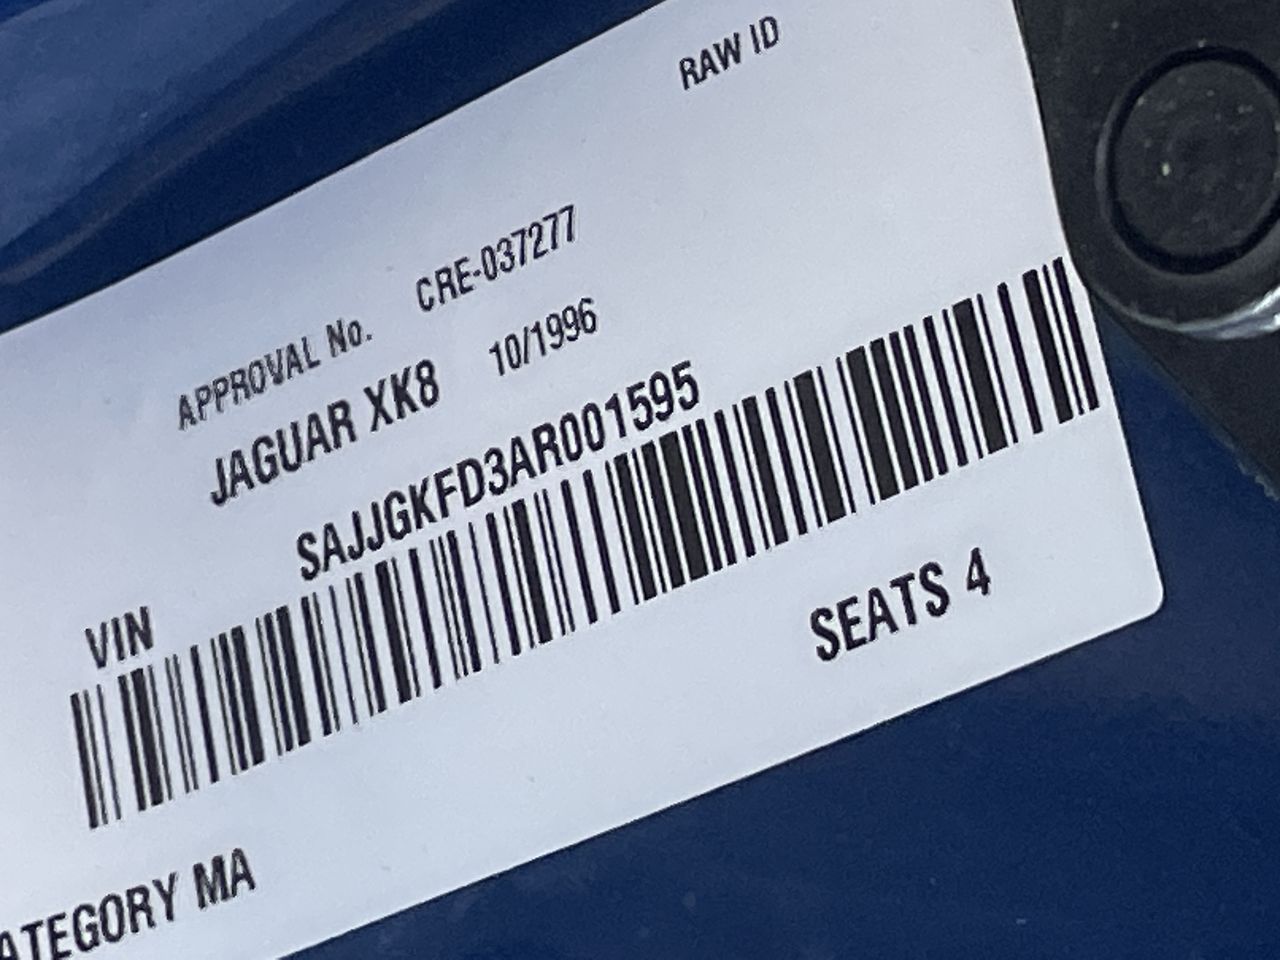 RAW ID
APPROVAL No. CRE-037277
JAGUAR XK8 10/1996
VIN SAJJGKFD3AR001595
SEATS 4
ATEGORY MA